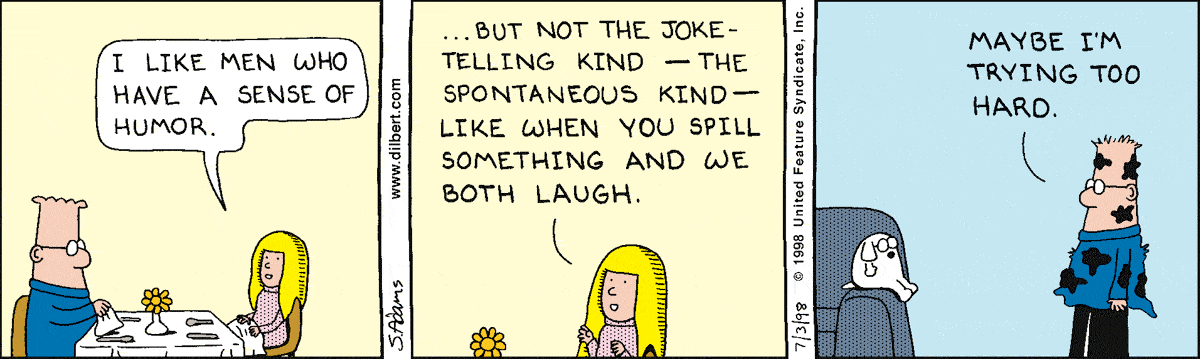 I LIKE MEN WHO
HAVE A SENSE OF
HUMOR.
www.dilbert.com
S.Adams
...BUT NOT THE JOKE-
TELLING KIND — THE
SPONTANEOUS KIND —
LIKE WHEN YOU SPILL
SOMETHING AND WE
BOTH LAUGH.
7/3/98 © 1998 United Feature Syndicate, Inc.
MAYBE I'M
TRYING TOO
HARD.